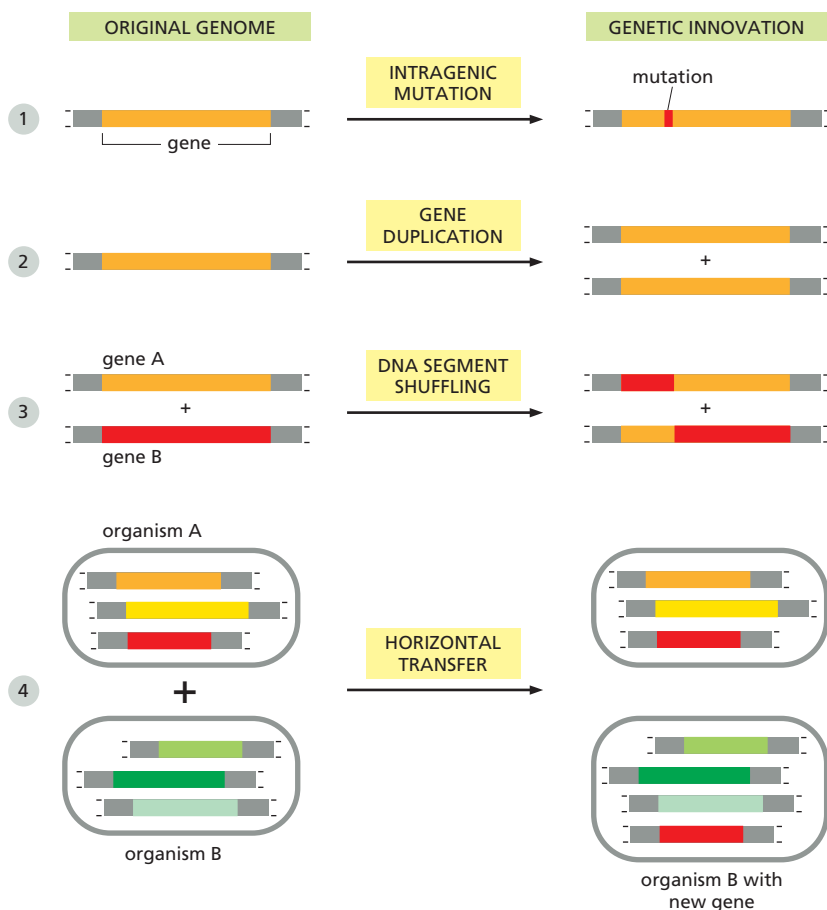 ORIGINAL GENOME
GENETIC INNOVATION
INTRAGENIC
MUTATION
mutation
1
gene
GENE
DUPLICATION
2
+
gene A
DNA SEGMENT
SHUFFLING
3
+
+
gene B
organism A
HORIZONTAL
TRANSFER
4
+
organism B
organism B with
new gene